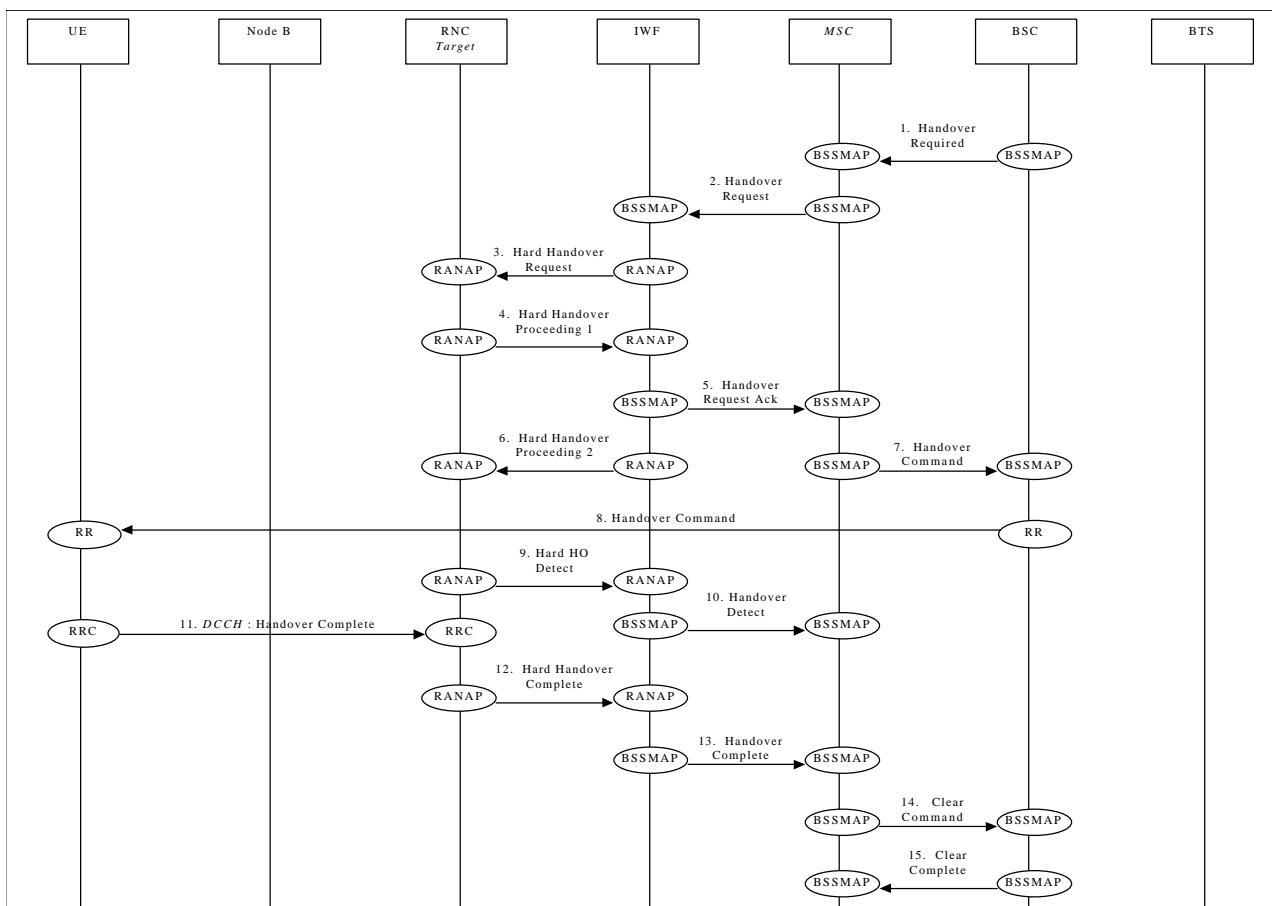 UE
Node B
RNC
Target
IWF
MSC
BSC
BTS
1. Handover
Required
BSSMAP
BSSMAP
2. Handover
Request
BSSMAP
BSSMAP
3. Hard Handover
Request
RANAP
RANAP
4. Hard Handover
Proceeding 1
RANAP
RANAP
5. Handover
Request Ack
BSSMAP
BSSMAP
6. Hard Handover
Proceeding 2
RANAP
RANAP
7. Handover
Command
BSSMAP
BSSMAP
8. Handover Command
RR
RR
9. Hard HO
Detect
RANAP
RANAP
10. Handover
Detect
BSSMAP
BSSMAP
11. DCCH : Handover Complete
RRC
RRC
12. Hard Handover
Complete
RANAP
RANAP
13. Handover
Complete
BSSMAP
BSSMAP
14. Clear
Command
BSSMAP
BSSMAP
15. Clear
Complete
BSSMAP
BSSMAP